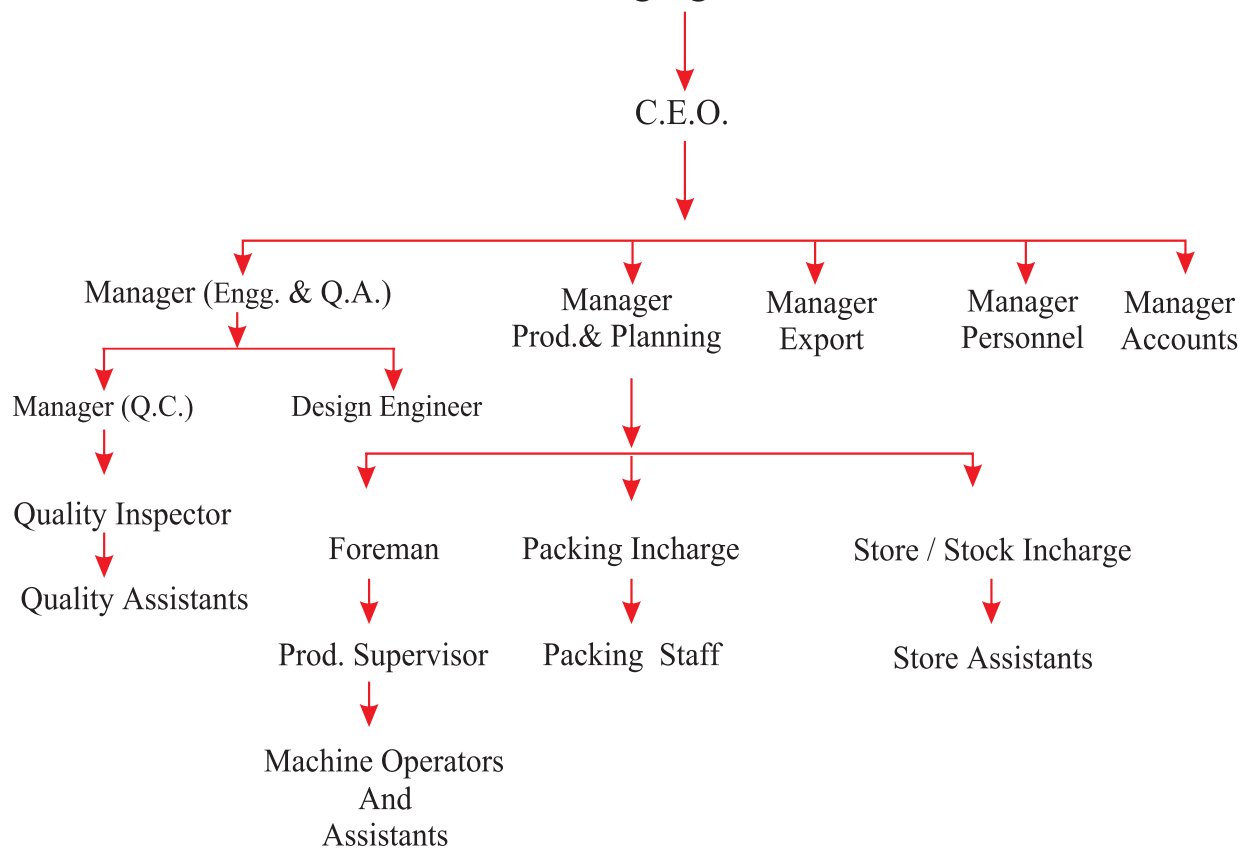 C.E.O.
Manager (Engg. & Q.A.)
Manager
Prod.& Planning
Manager
Export
Manager
Personnel
Manager
Accounts
Manager (Q.C.)
Design Engineer
Quality Inspector
Quality Assistants
Foreman
Packing Incharge
Store / Stock Incharge
Prod. Supervisor
Packing Staff
Store Assistants
Machine Operators
And
Assistants